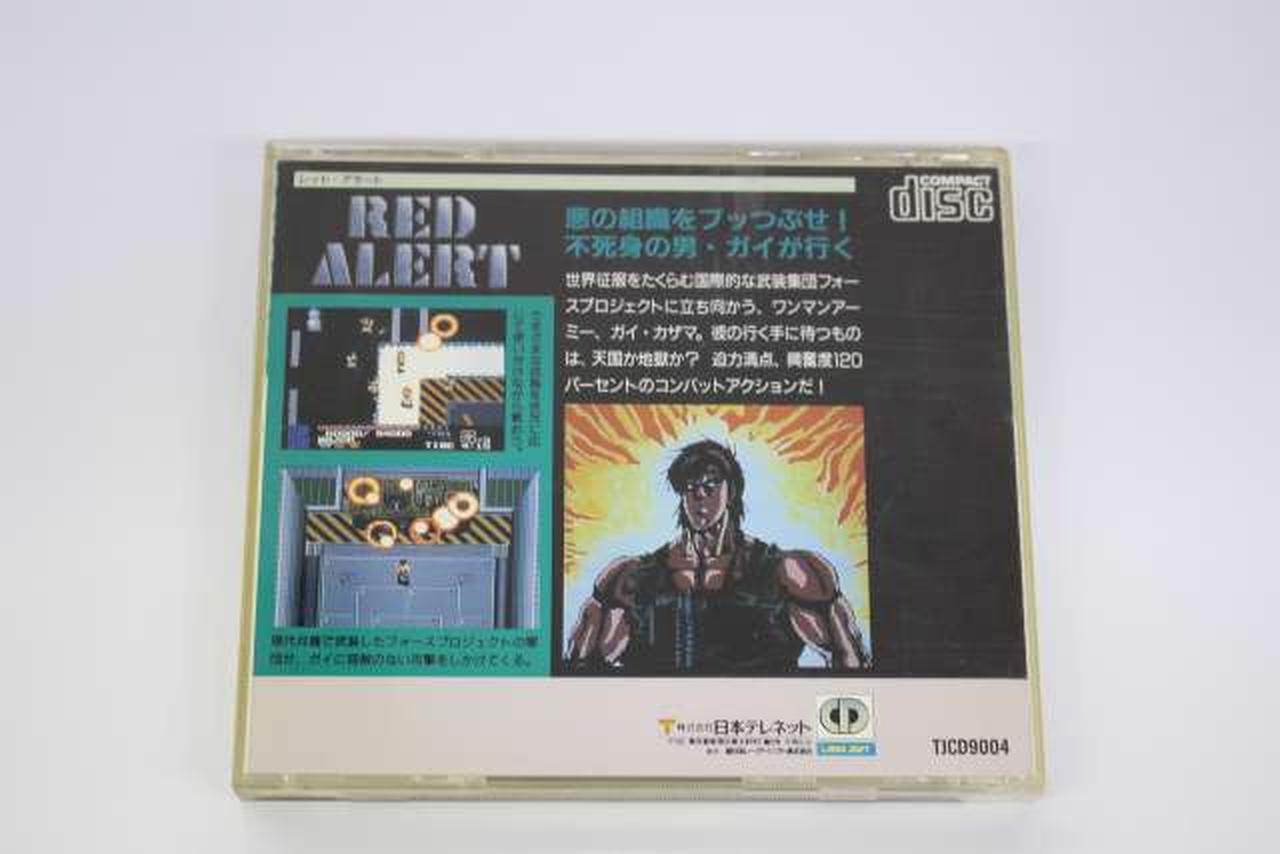 レッド・アラート
RED
ALERT
COMPACT
disc
悪の組織をブッつぶせ！
不死身の男・ガイが行く
世界征服をたくらむ国際的な武装集団フォー
スプロジェクトに立ち向かう、ワンマンアー
ミー、ガイ・カザマ。彼の行く手に待つもの
は、天国か地獄か？ 迫力満点、興奮度120
パーセントのコンバットアクションだ！
TIME
現代兵器で武装したフォースプロジェクトの軍
団が、ガイに容赦のない攻撃をしかけてくる。
株式会社日本テレネット
TJCD9004